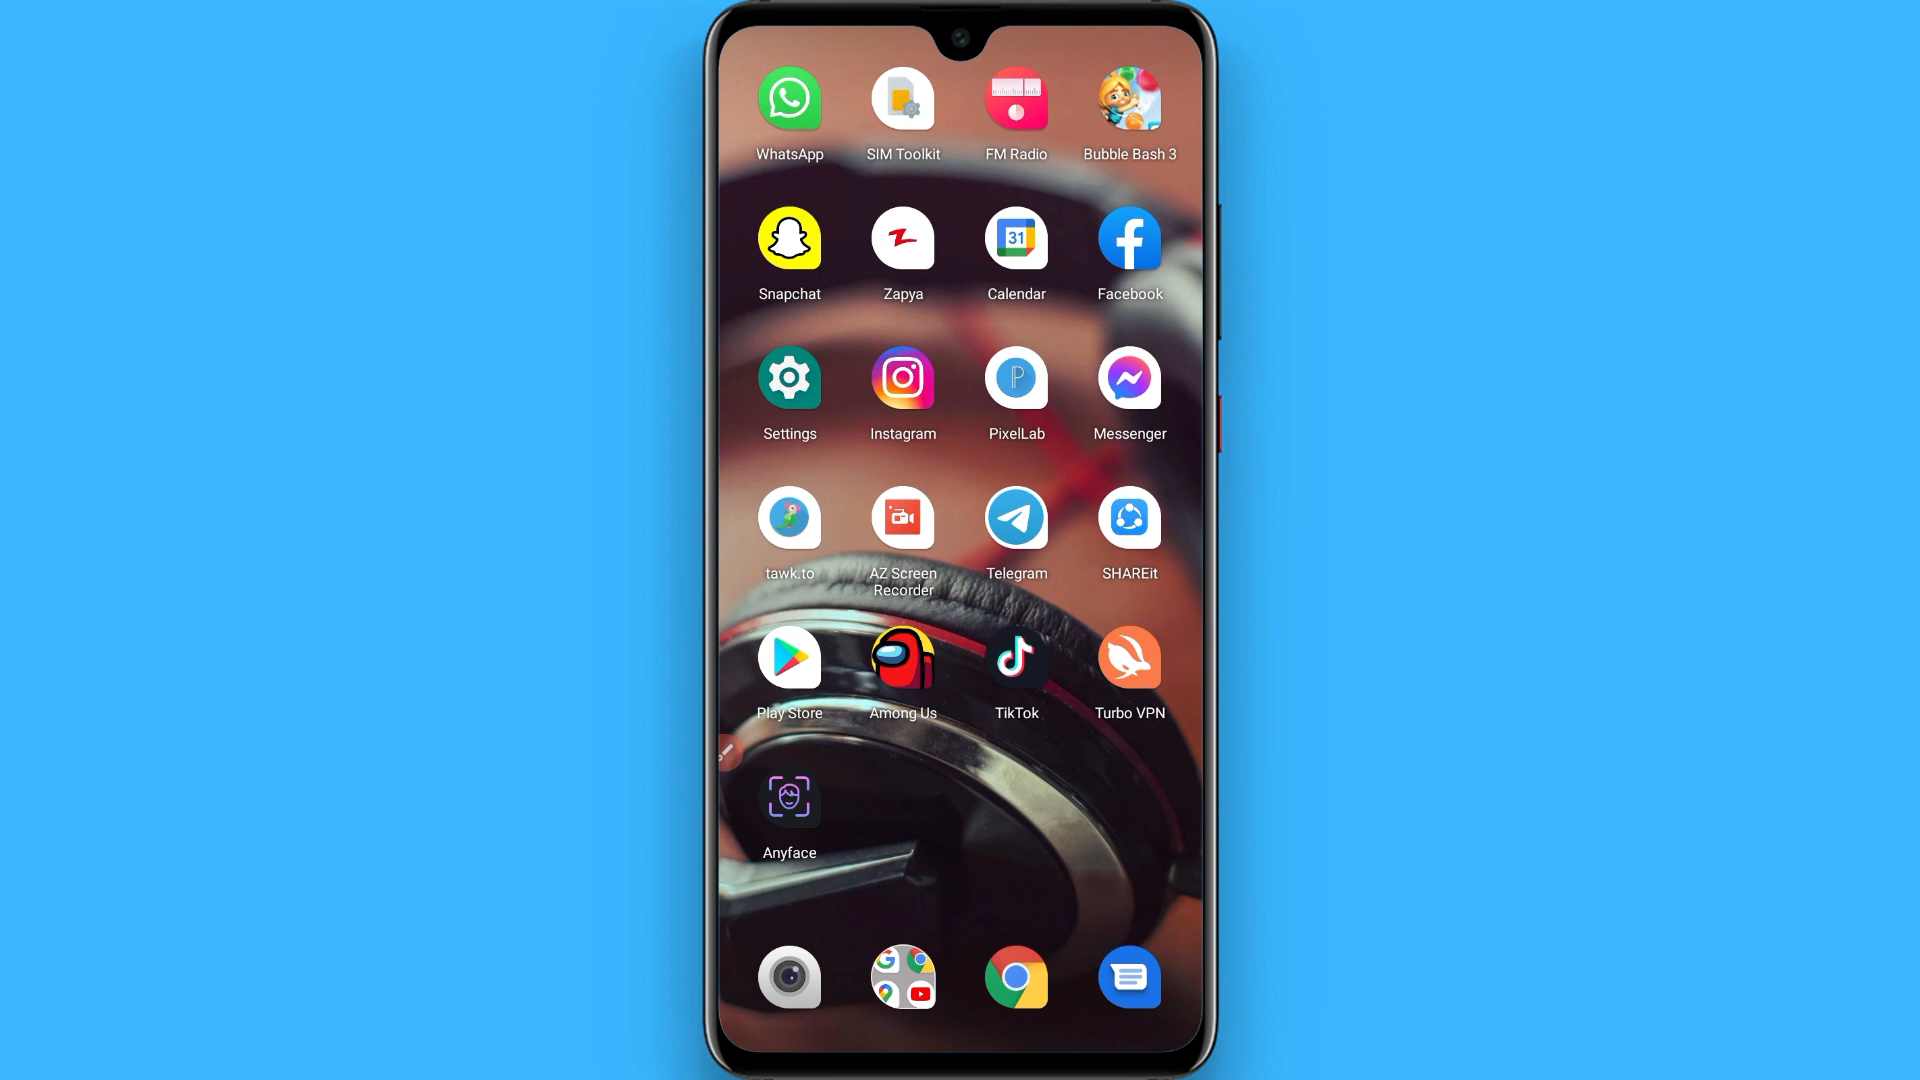 WhatsApp
SIM Toolkit
FM Radio
Bubble Bash 3
31
Snapchat
Zapya
Calendar
Facebook
P
Settings
Instagram
PixelLab
Messenger
tawk.to
AZ Screen
Recorder
Telegram
SHAREit
Play Store
Among Us
TikTok
Turbo VPN
Anyface